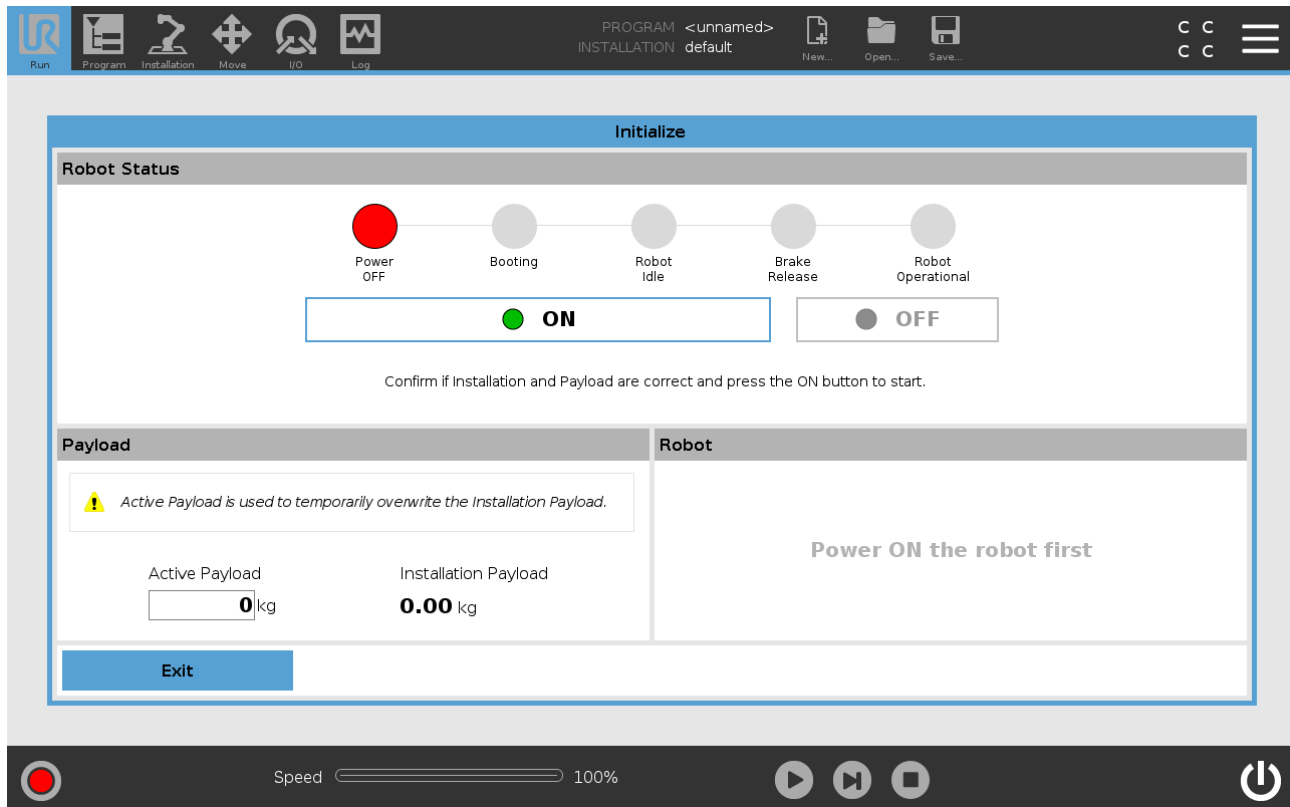 UR
PROGRAM <unnamed>
INSTALLATION default
C C
C C
Run Program Installation Move I/O Log New... Open... Save...
Initialize
Robot Status
Power OFF
Booting
Robot Idle
Brake Release
Robot Operational
ON
OFF
Confirm if Installation and Payload are correct and press the ON button to start.
Payload
Robot
Active Payload is used to temporarily overwrite the Installation Payload.
Power ON the robot first
Active Payload
Installation Payload
0 kg
0.00 kg
Exit
Speed 100%